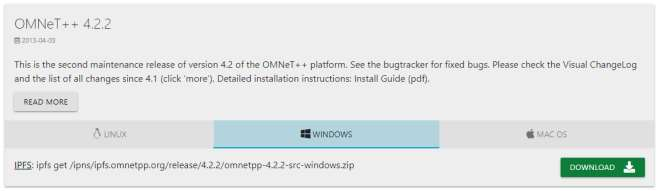 OMNeT++ 4.2.2
2013-04-03
This is the second maintenance release of version 4.2 of the OMNeT++ platform. See the bugtracker for fixed bugs. Please check the Visual ChangeLog
and the list of all changes since 4.1 (click 'more'). Detailed installation instructions: Install Guide (pdf).
READ MORE
LINUX WINDOWS MAC OS
IPFS: ipfs get /ipns/ipfs.omnetpp.org/release/4.2.2/omnetpp-4.2.2-src-windows.zip DOWNLOAD